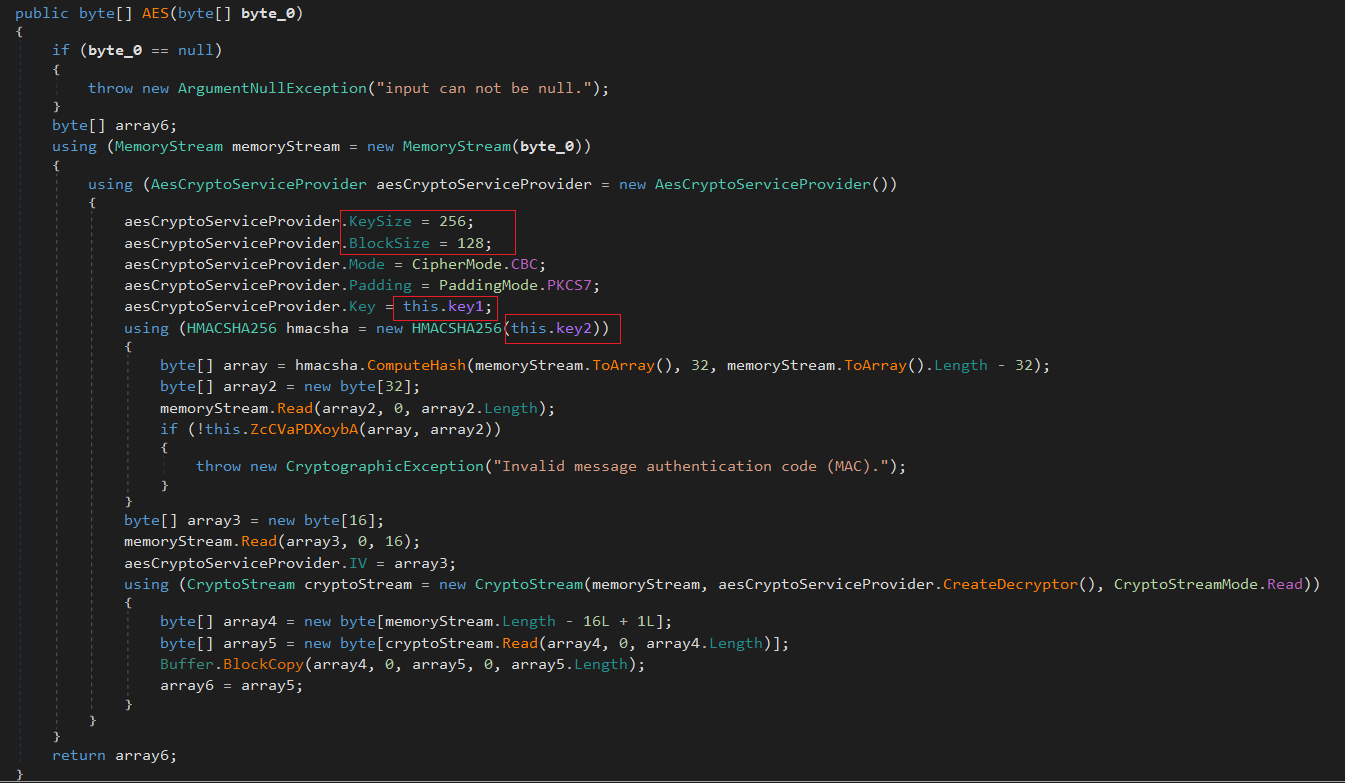 public byte[] AES(byte[] byte_0)
{
    if (byte_0 == null)
    {
        throw new ArgumentNullException("input can not be null.");
    }
    byte[] array6;
    using (MemoryStream memoryStream = new MemoryStream(byte_0))
    {
        using (AesCryptoServiceProvider aesCryptoServiceProvider = new AesCryptoServiceProvider())
        {
            aesCryptoServiceProvider.KeySize = 256;
            aesCryptoServiceProvider.BlockSize = 128;
            aesCryptoServiceProvider.Mode = CipherMode.CBC;
            aesCryptoServiceProvider.Padding = PaddingMode.PKCS7;
            aesCryptoServiceProvider.Key = this.key1;
            using (HMACSHA256 hmacsha = new HMACSHA256(this.key2))
            {
                byte[] array = hmacsha.ComputeHash(memoryStream.ToArray(), 32, memoryStream.ToArray().Length - 32);
                byte[] array2 = new byte[32];
                memoryStream.Read(array2, 0, array2.Length);
                if (!this.ZcCVaPDXoybA(array, array2))
                {
                    throw new CryptographicException("Invalid message authentication code (MAC).");
                }
            }
            byte[] array3 = new byte[16];
            memoryStream.Read(array3, 0, 16);
            aesCryptoServiceProvider.IV = array3;
            using (CryptoStream cryptoStream = new CryptoStream(memoryStream, aesCryptoServiceProvider.CreateDecryptor(), CryptoStreamMode.Read))
            {
                byte[] array4 = new byte[memoryStream.Length - 16L + 1L];
                byte[] array5 = new byte[cryptoStream.Read(array4, 0, array4.Length)];
                Buffer.BlockCopy(array4, 0, array5, 0, array5.Length);
                array6 = array5;
            }
        }
    }
    return array6;
}